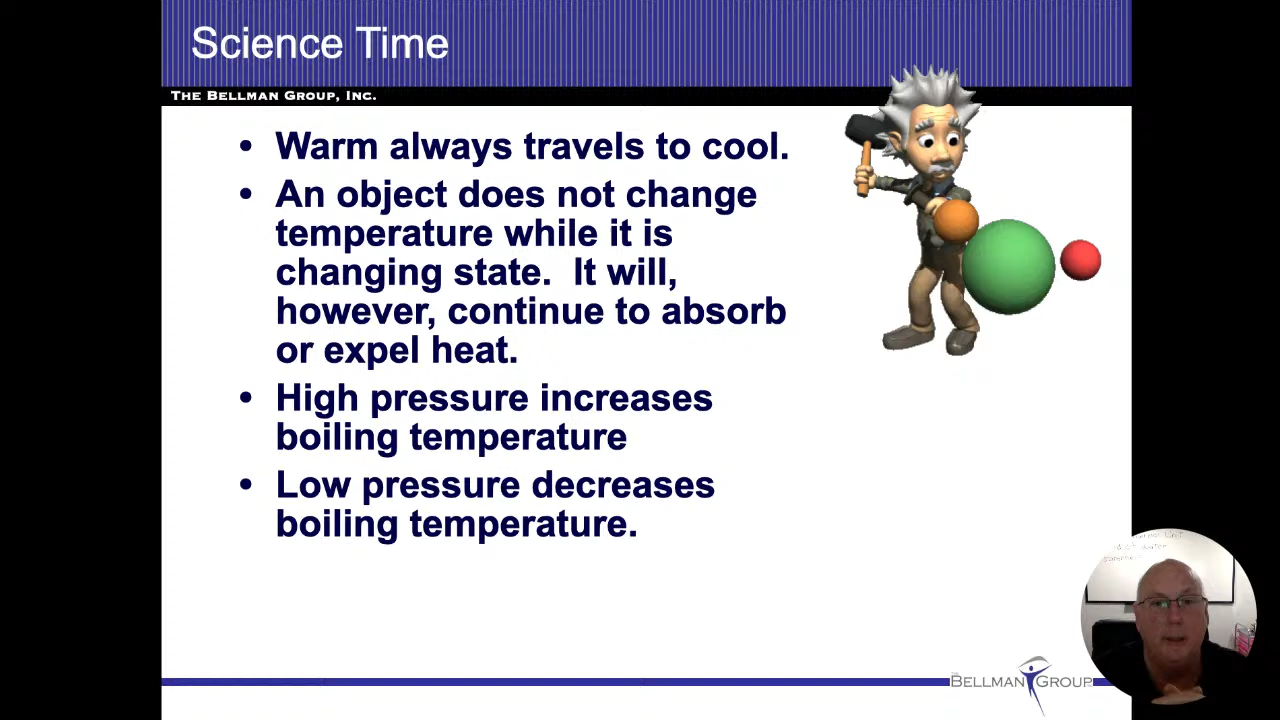 Science Time
THE BELLMAN GROUP, INC.
• Warm always travels to cool.
• An object does not change
temperature while it is
changing state.  It will,
however, continue to absorb
or expel heat.
• High pressure increases
boiling temperature
• Low pressure decreases
boiling temperature.
BELLMAN GROUP